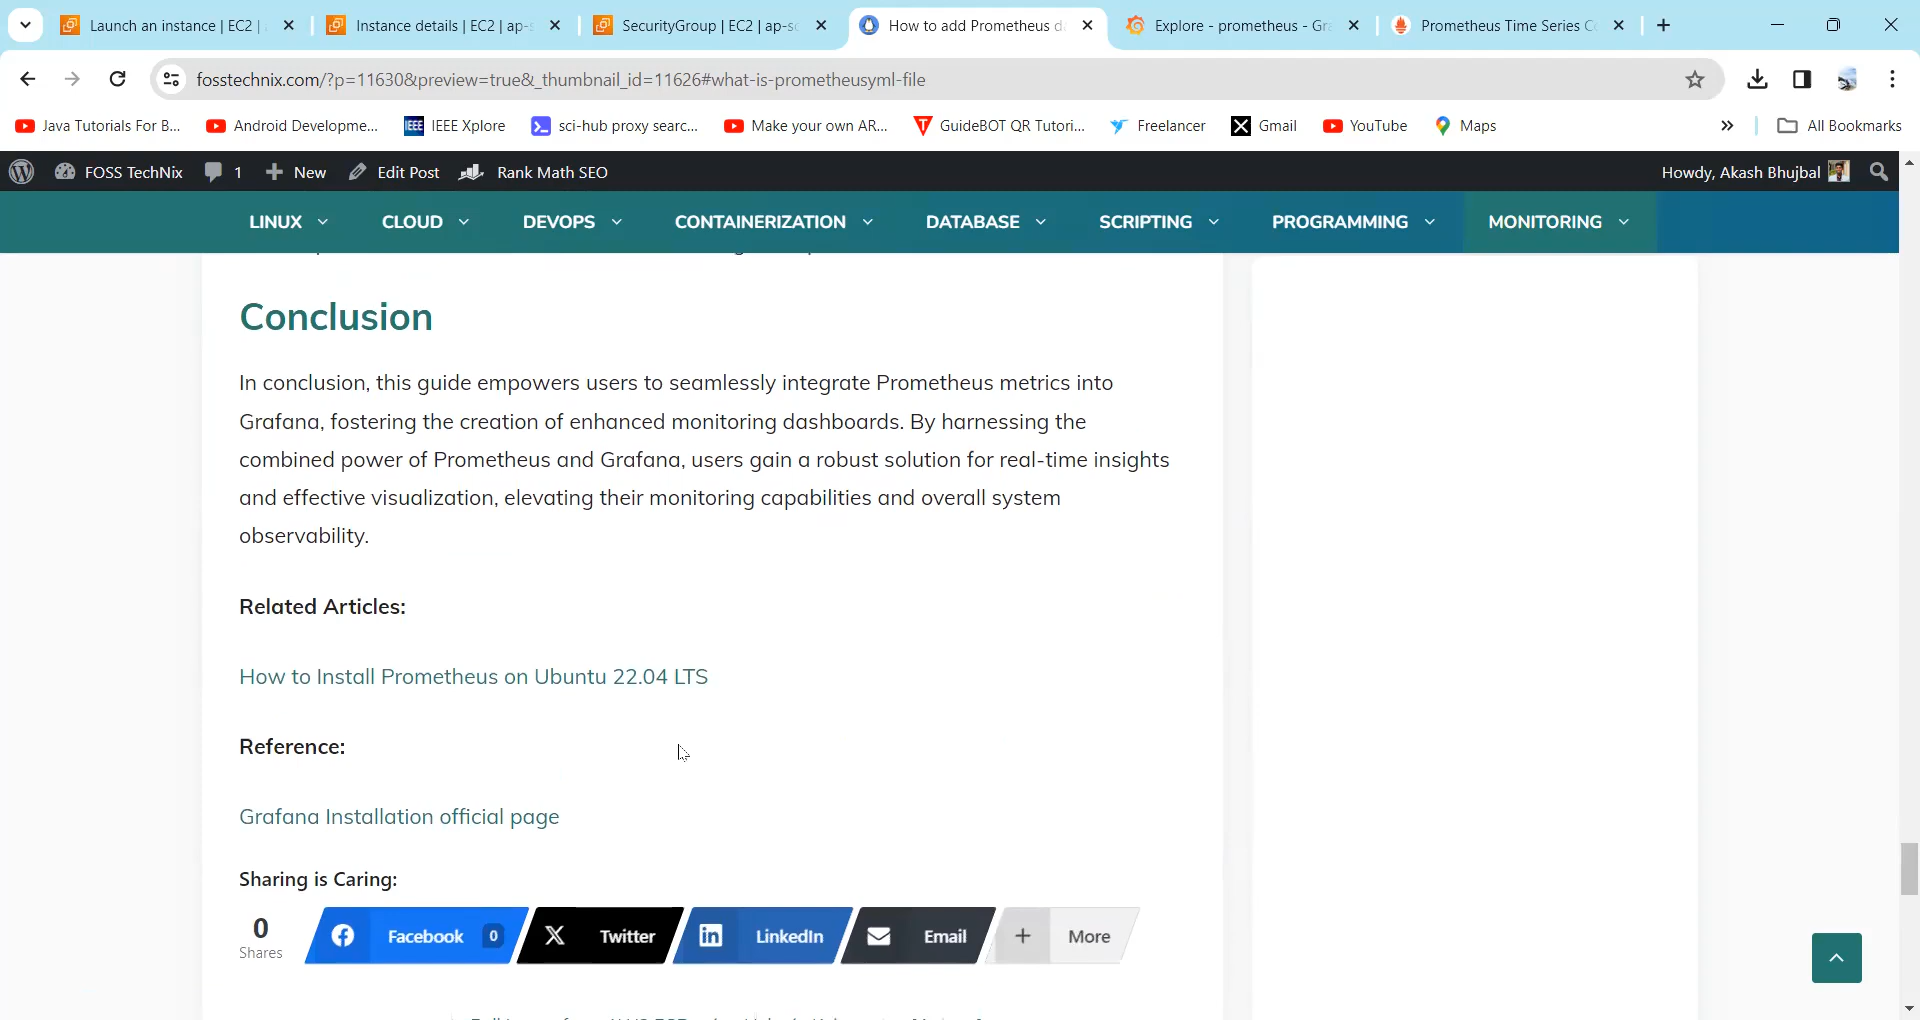 Launch an instance | EC2 |
Instance details | EC2 | ap-s
SecurityGroup | EC2 | ap-sc
How to add Prometheus d
Explore - prometheus - Gr
Prometheus Time Series C
fosstechnix.com/?p=11630&preview=true&_thumbnail_id=11626#what-is-prometheusyml-file
Java Tutorials For B...
Android Developme...
IEEE IEEE Xplore
sci-hub proxy searc...
Make your own AR...
GuideBOT QR Tutori...
Freelancer
Gmail
YouTube
Maps
»
All Bookmarks
FOSS TechNix
1
New
Edit Post
Rank Math SEO
Howdy, Akash Bhujbal
LINUX
CLOUD
DEVOPS
CONTAINERIZATION
DATABASE
SCRIPTING
PROGRAMMING
MONITORING
Conclusion
In conclusion, this guide empowers users to seamlessly integrate Prometheus metrics into
Grafana, fostering the creation of enhanced monitoring dashboards. By harnessing the
combined power of Prometheus and Grafana, users gain a robust solution for real-time insights
and effective visualization, elevating their monitoring capabilities and overall system
observability.
Related Articles:
How to Install Prometheus on Ubuntu 22.04 LTS
Reference:
Grafana Installation official page
Sharing is Caring:
0
Shares
Facebook 0
Twitter
LinkedIn
Email
More